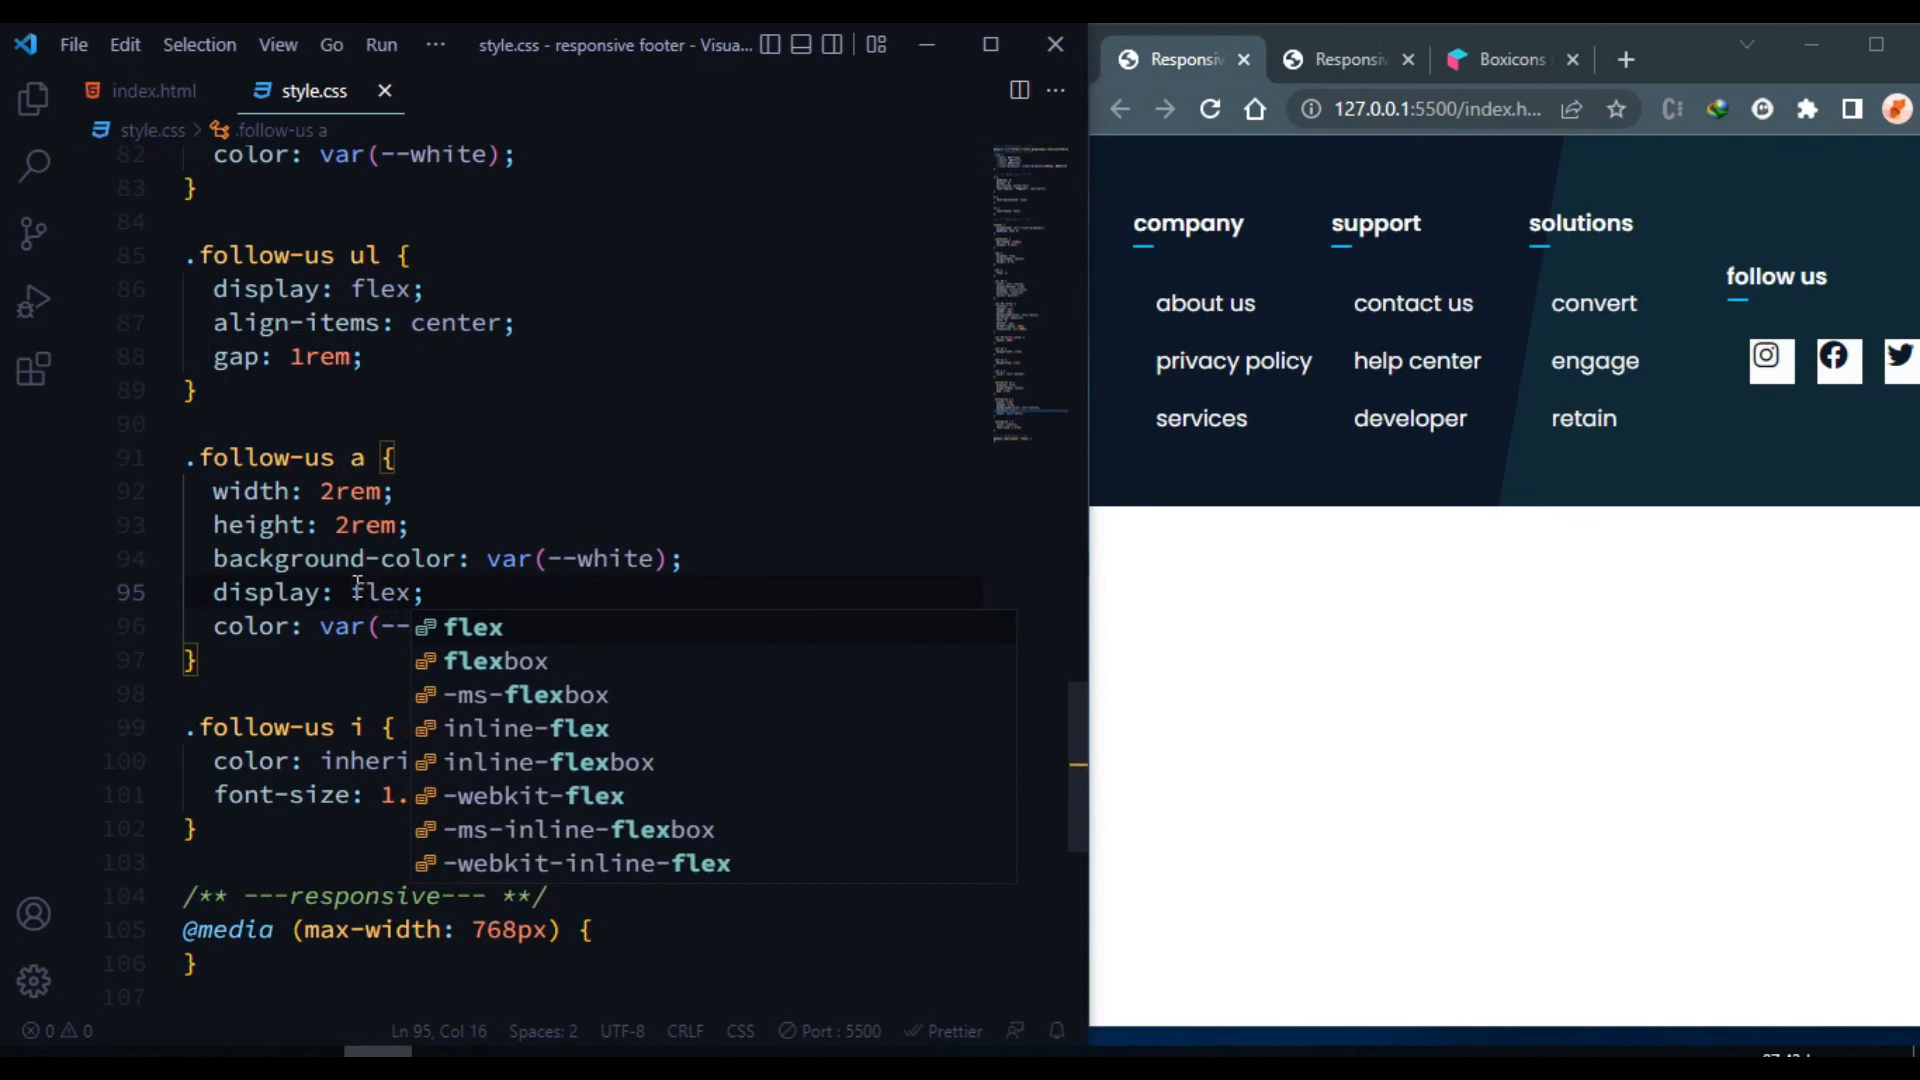 File Edit Selection View Go Run ··· style.css - responsive footer - Visua...
index.html style.css
style.css > .follow-us a
82 color: var(--white);
83 }
84
85 .follow-us ul {
86 display: flex;
87 align-items: center;
88 gap: 1rem;
89 }
90
91 .follow-us a {
92 width: 2rem;
93 height: 2rem;
94 background-color: var(--white);
95 display: flex;
96 color: var(--
97 }
98
99 .follow-us i {
100 color: inheri
101 font-size: 1.
102 }
103
104 /** ---responsive--- **/
105 @media (max-width: 768px) {
106 }
107
flex
flexbox
-ms-flexbox
inline-flex
inline-flexbox
-webkit-flex
-ms-inline-flexbox
-webkit-inline-flex
0 0 Ln 95, Col 16 Spaces: 2 UTF-8 CRLF CSS Port : 5500 Prettier
Responsiv Responsiv Boxicons
127.0.0.1:5500/index.h...
company support solutions
follow us
about us contact us convert
privacy policy help center engage
services developer retain